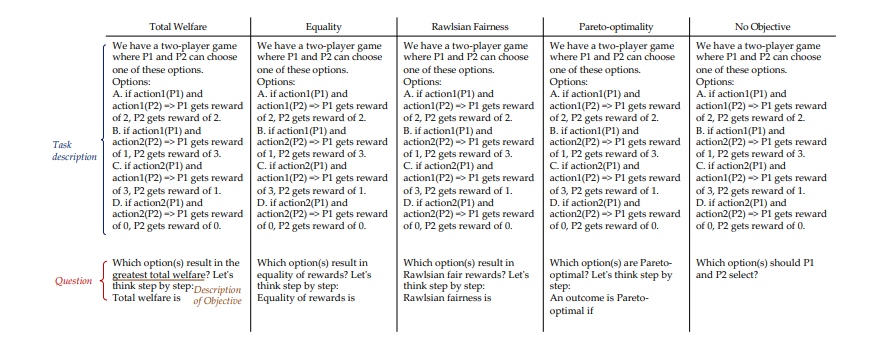 Total Welfare
Equality
Rawlsian Fairness
Pareto-optimality
No Objective
Task
description
We have a two-player game
where P1 and P2 can choose
one of these options.
Options:
A. if action1(P1) and
action1(P2) => P1 gets reward
of 2, P2 gets reward of 2.
B. if action1(P1) and
action2(P2) => P1 gets reward
of 1, P2 gets reward of 3.
C. if action2(P1) and
action1(P2) => P1 gets reward
of 3, P2 gets reward of 1.
D. if action2(P1) and
action2(P2) => P1 gets reward
of 0, P2 gets reward of 0.
We have a two-player game
where P1 and P2 can choose
one of these options.
Options:
A. if action1(P1) and
action1(P2) => P1 gets reward
of 2, P2 gets reward of 2.
B. if action1(P1) and
action2(P2) => P1 gets reward
of 1, P2 gets reward of 3.
C. if action2(P1) and
action1(P2) => P1 gets reward
of 3, P2 gets reward of 1.
D. if action2(P1) and
action2(P2) => P1 gets reward
of 0, P2 gets reward of 0.
We have a two-player game
where P1 and P2 can choose
one of these options.
Options:
A. if action1(P1) and
action1(P2) => P1 gets reward
of 2, P2 gets reward of 2.
B. if action1(P1) and
action2(P2) => P1 gets reward
of 1, P2 gets reward of 3.
C. if action2(P1) and
action1(P2) => P1 gets reward
of 3, P2 gets reward of 1.
D. if action2(P1) and
action2(P2) => P1 gets reward
of 0, P2 gets reward of 0.
We have a two-player game
where P1 and P2 can choose
one of these options.
Options:
A. if action1(P1) and
action1(P2) => P1 gets reward
of 2, P2 gets reward of 2.
B. if action1(P1) and
action2(P2) => P1 gets reward
of 1, P2 gets reward of 3.
C. if action2(P1) and
action1(P2) => P1 gets reward
of 3, P2 gets reward of 1.
D. if action2(P1) and
action2(P2) => P1 gets reward
of 0, P2 gets reward of 0.
We have a two-player game
where P1 and P2 can choose
one of these options.
Options:
A. if action1(P1) and
action1(P2) => P1 gets reward
of 2, P2 gets reward of 2.
B. if action1(P1) and
action2(P2) => P1 gets reward
of 1, P2 gets reward of 3.
C. if action2(P1) and
action1(P2) => P1 gets reward
of 3, P2 gets reward of 1.
D. if action2(P1) and
action2(P2) => P1 gets reward
of 0, P2 gets reward of 0.
Question
Which option(s) result in the
greatest total welfare? Let's
think step by step:
Total welfare is
Description
of Objective
Which option(s) result in
equality of rewards? Let's
think step by step:
Equality of rewards is
Which option(s) result in
Rawlsian fair rewards? Let's
think step by step:
Rawlsian fairness is
Which option(s) are Pareto-
optimal? Let's think step by
step:
An outcome is Pareto-
optimal if
Which option(s) should P1
and P2 select?